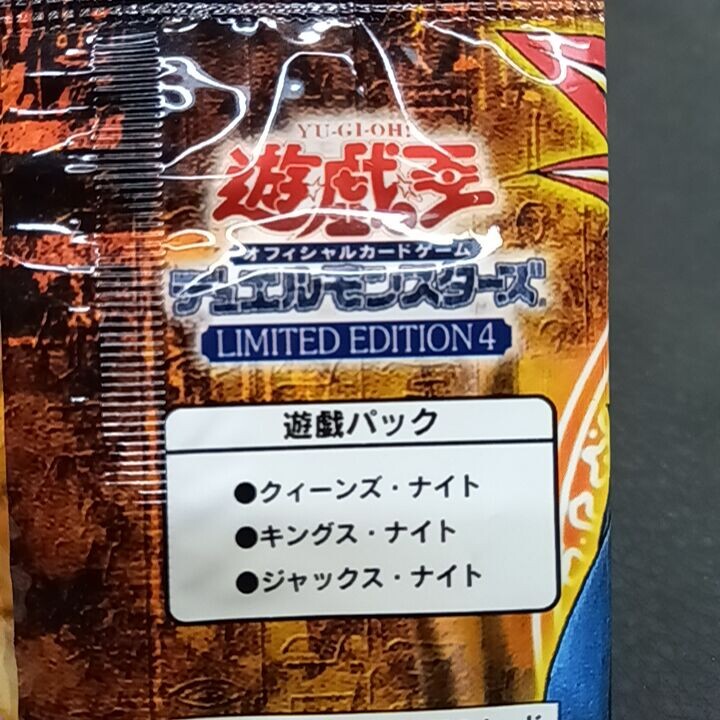 YU-GI-OH!
遊戯王
オフィシャルカードゲーム
デュエルモンスターズ
LIMITED EDITION 4
遊戯パック
●クィーンズ・ナイト
●キングス・ナイト
●ジャックス・ナイト